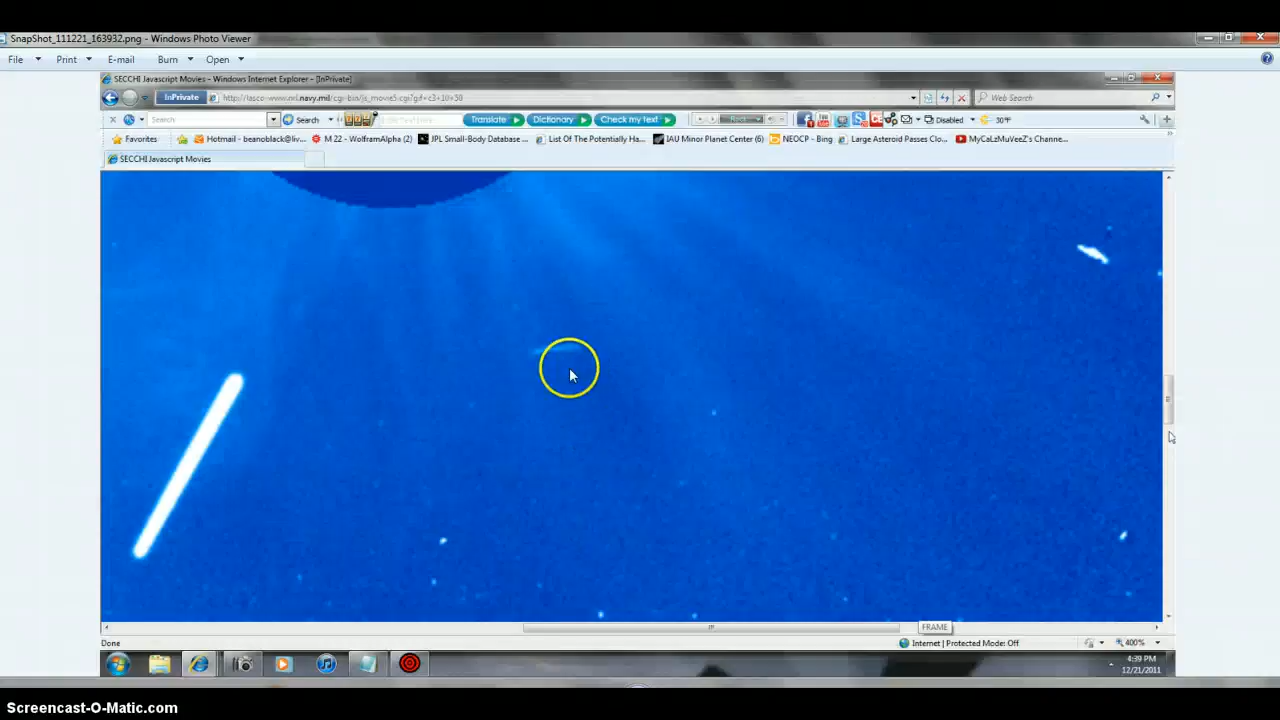 SnapShot_111221_163932.png - Windows Photo Viewer
File Print E-mail Burn Open
SECCHI Javascript Movies - Windows Internet Explorer - [InPrivate]
InPrivate
Web Search
Search Search Translate Dictionary Check my text Disabled 30°F
Favorites Hotmail - beanoblack@liv... M 22 - WolframAlpha (2) JPL Small-Body Database ... List Of The Potentially Ha... IAU Minor Planet Center (6) NEOCP - Bing Large Asteroid Passes Clo... MyCaLzMuVeeZ's Channe...
SECCHI Javascript Movies
FRAME
Done Internet | Protected Mode: Off 400%
4:39 PM
12/21/2011
Screencast-O-Matic.com